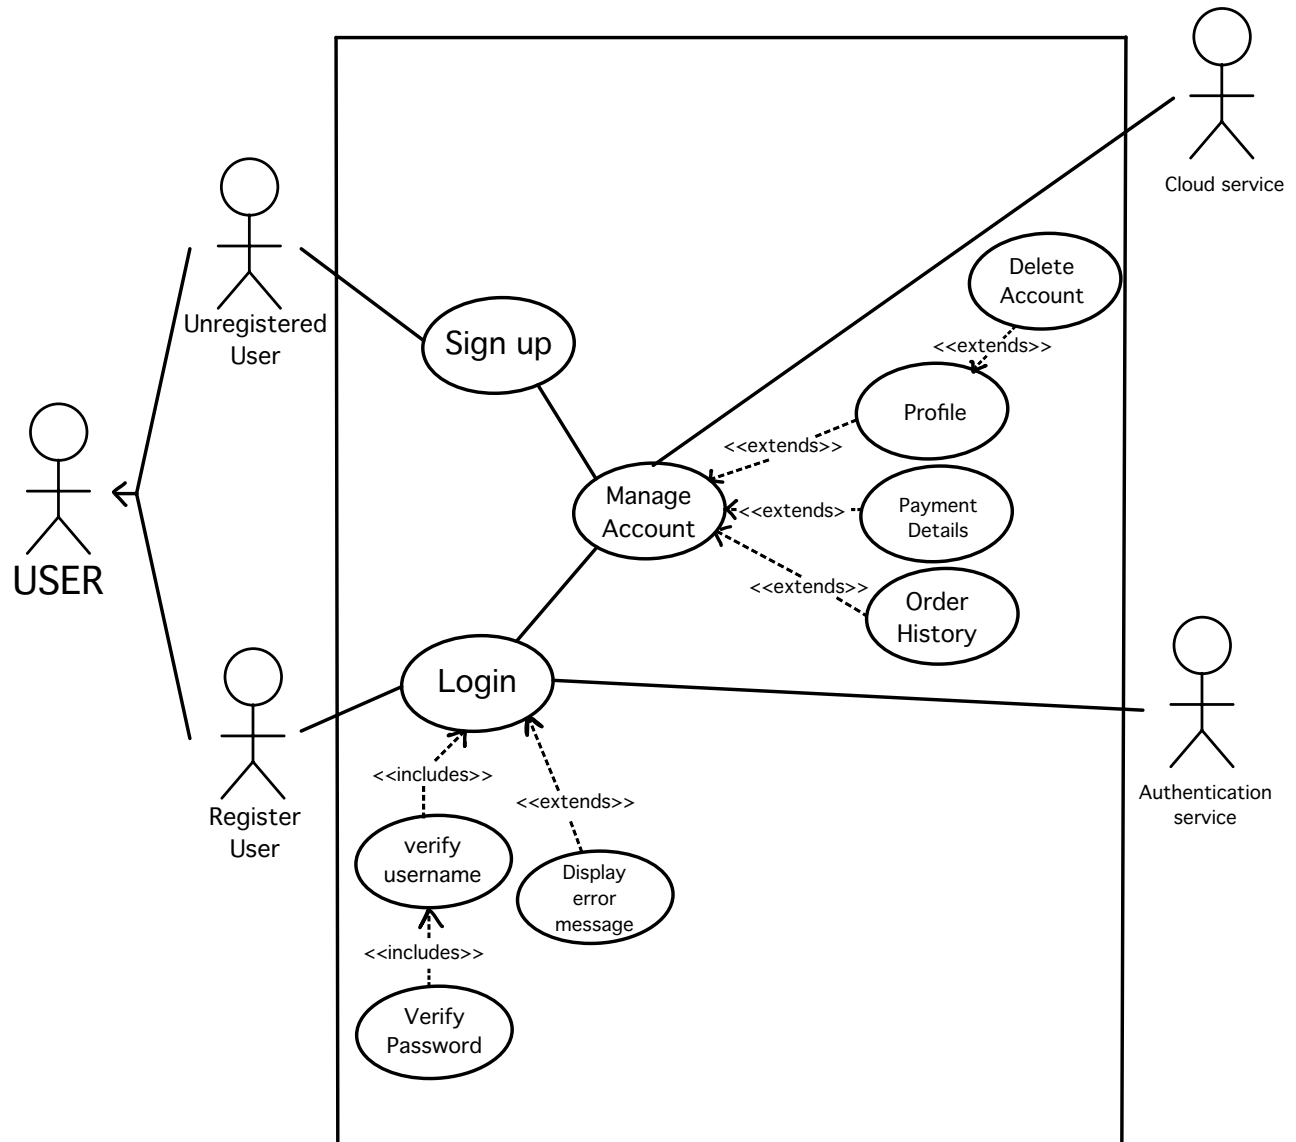 Cloud service
Delete
Account
Unregistered
User
Sign up
<<extends>>
Profile
<<extends>>
Manage
Account
<<extends>
Payment
Details
USER
<<extends>>
Order
History
Login
<<includes>>
<<extends>>
Register
User
Authentication
service
verify
username
Display
error
message
<<includes>>
Verify
Password